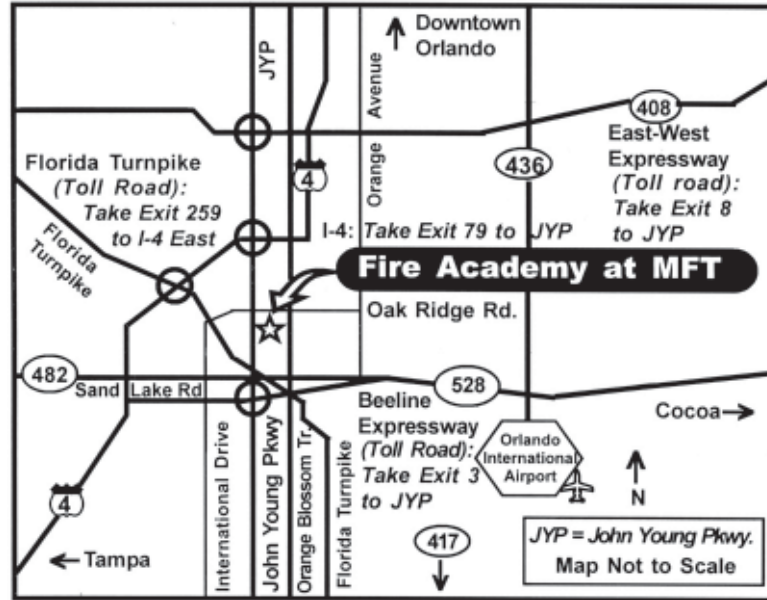 JYP
Downtown
Orlando
Avenue
Orange
408
East-West
Expressway
(Toll road):
Take Exit 8
to JYP
436
Florida Turnpike
(Toll Road):
Take Exit 259
to I-4 East
4
I-4: Take Exit 79 to JYP
Florida
Turnpike
Fire Academy at MFT
Oak Ridge Rd.
482
Sand Lake Rd
528
Beeline
Expressway
(Toll Road):
Take Exit 3
to JYP
Cocoa
Orlando
International
Airport
N
International Drive
John Young Pkwy
Orange Blossom Tr.
Florida Turnpike
4
Tampa
417
JYP = John Young Pkwy.
Map Not to Scale